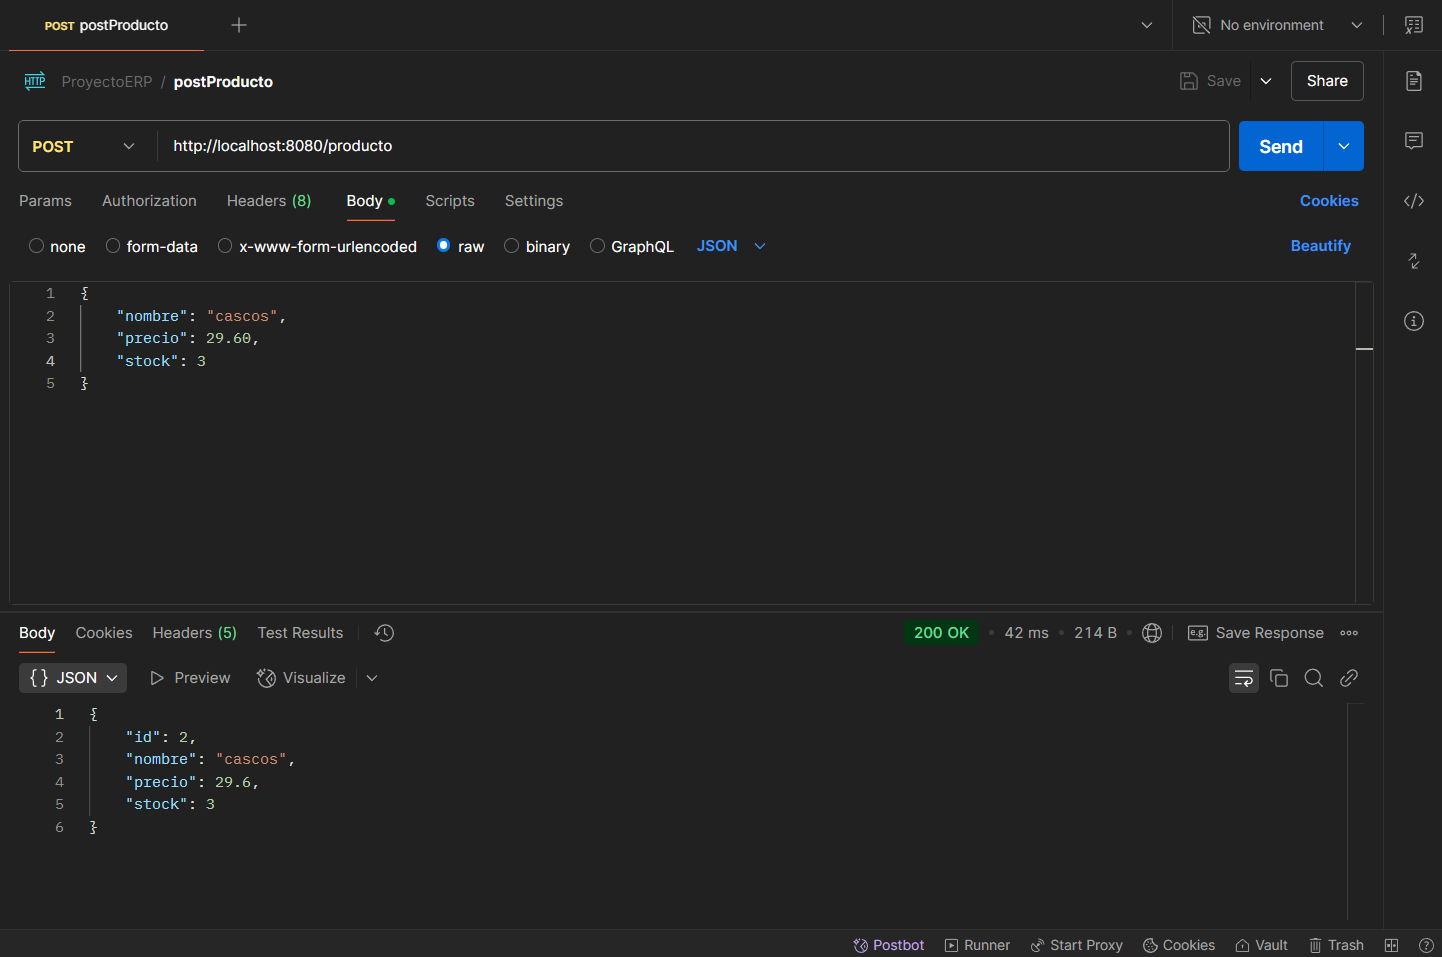 POST postProducto
No environment
HTTP ProyectoERP / postProducto
Save
Share
POST
http://localhost:8080/producto
Send
Params Authorization Headers (8) Body Scripts Settings
Cookies
none form-data x-www-form-urlencoded raw binary GraphQL JSON
Beautify
1 {
2 "nombre": "cascos",
3 "precio": 29.60,
4 "stock": 3
5 }
Body Cookies Headers (5) Test Results
200 OK • 42 ms • 214 B • e.g. Save Response
{} JSON Preview Visualize
1 {
2 "id": 2,
3 "nombre": "cascos",
4 "precio": 29.6,
5 "stock": 3
6 }
Postbot Runner Start Proxy Cookies Vault Trash